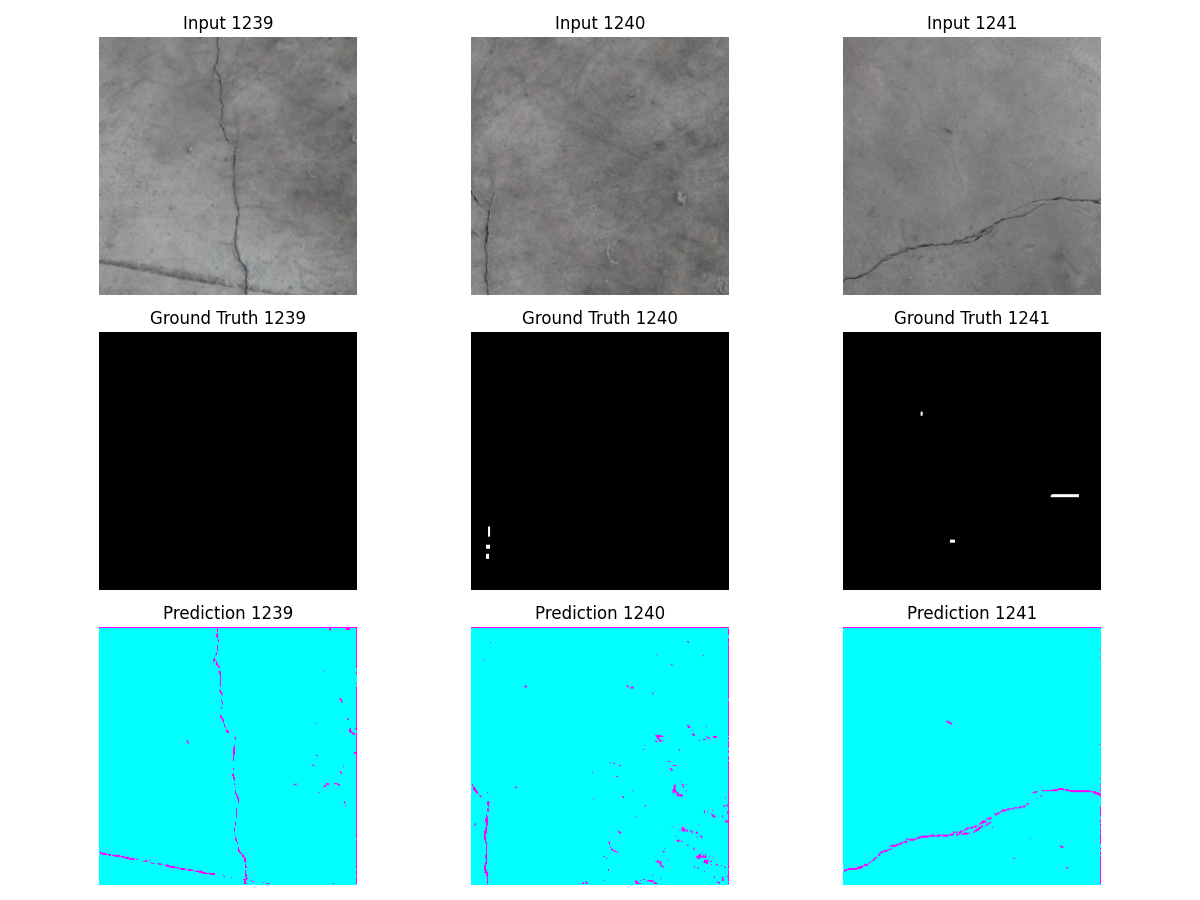 Input 1239
Input 1240
Input 1241
Ground Truth 1239
Ground Truth 1240
Ground Truth 1241
Prediction 1239
Prediction 1240
Prediction 1241